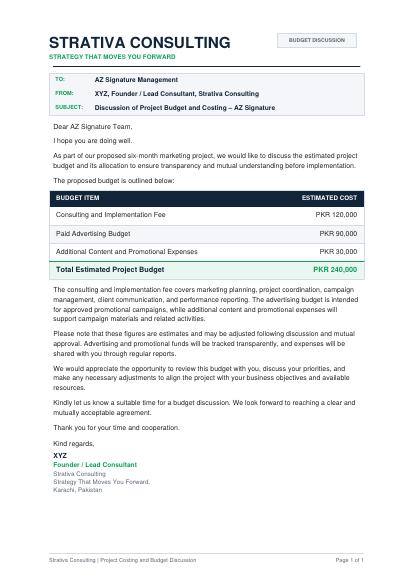 STRATIVA CONSULTING
BUDGET DISCUSSION
STRATEGY THAT MOVES YOU FORWARD
TO: AZ Signature Management
FROM: XYZ, Founder / Lead Consultant, Strativa Consulting
SUBJECT: Discussion of Project Budget and Costing – AZ Signature
Dear AZ Signature Team,
I hope you are doing well.
As part of our proposed six-month marketing project, we would like to discuss the estimated project
budget and its allocation to ensure transparency and mutual understanding before implementation.
The proposed budget is outlined below:
BUDGET ITEM ESTIMATED COST
Consulting and Implementation Fee PKR 120,000
Paid Advertising Budget PKR 90,000
Additional Content and Promotional Expenses PKR 30,000
Total Estimated Project Budget PKR 240,000
The consulting and implementation fee covers marketing planning, project coordination, campaign
management, client communication, and performance reporting. The advertising budget is intended
for approved promotional campaigns, while additional content and promotional expenses will
support campaign materials and related activities.
Please note that these figures are estimates and may be adjusted following discussion and mutual
approval. Advertising and promotional funds will be tracked transparently, and expenses will be
shared with you through regular reports.
We would appreciate the opportunity to review this budget with you, discuss your priorities, and
make any necessary adjustments to align the project with your business objectives and available
resources.
Kindly let us know a suitable time for a budget discussion. We look forward to reaching a clear and
mutually acceptable agreement.
Thank you for your time and cooperation.
Kind regards,
XYZ
Founder / Lead Consultant
Strativa Consulting
Strategy That Moves You Forward.
Karachi, Pakistan
Strativa Consulting | Project Costing and Budget Discussion Page 1 of 1